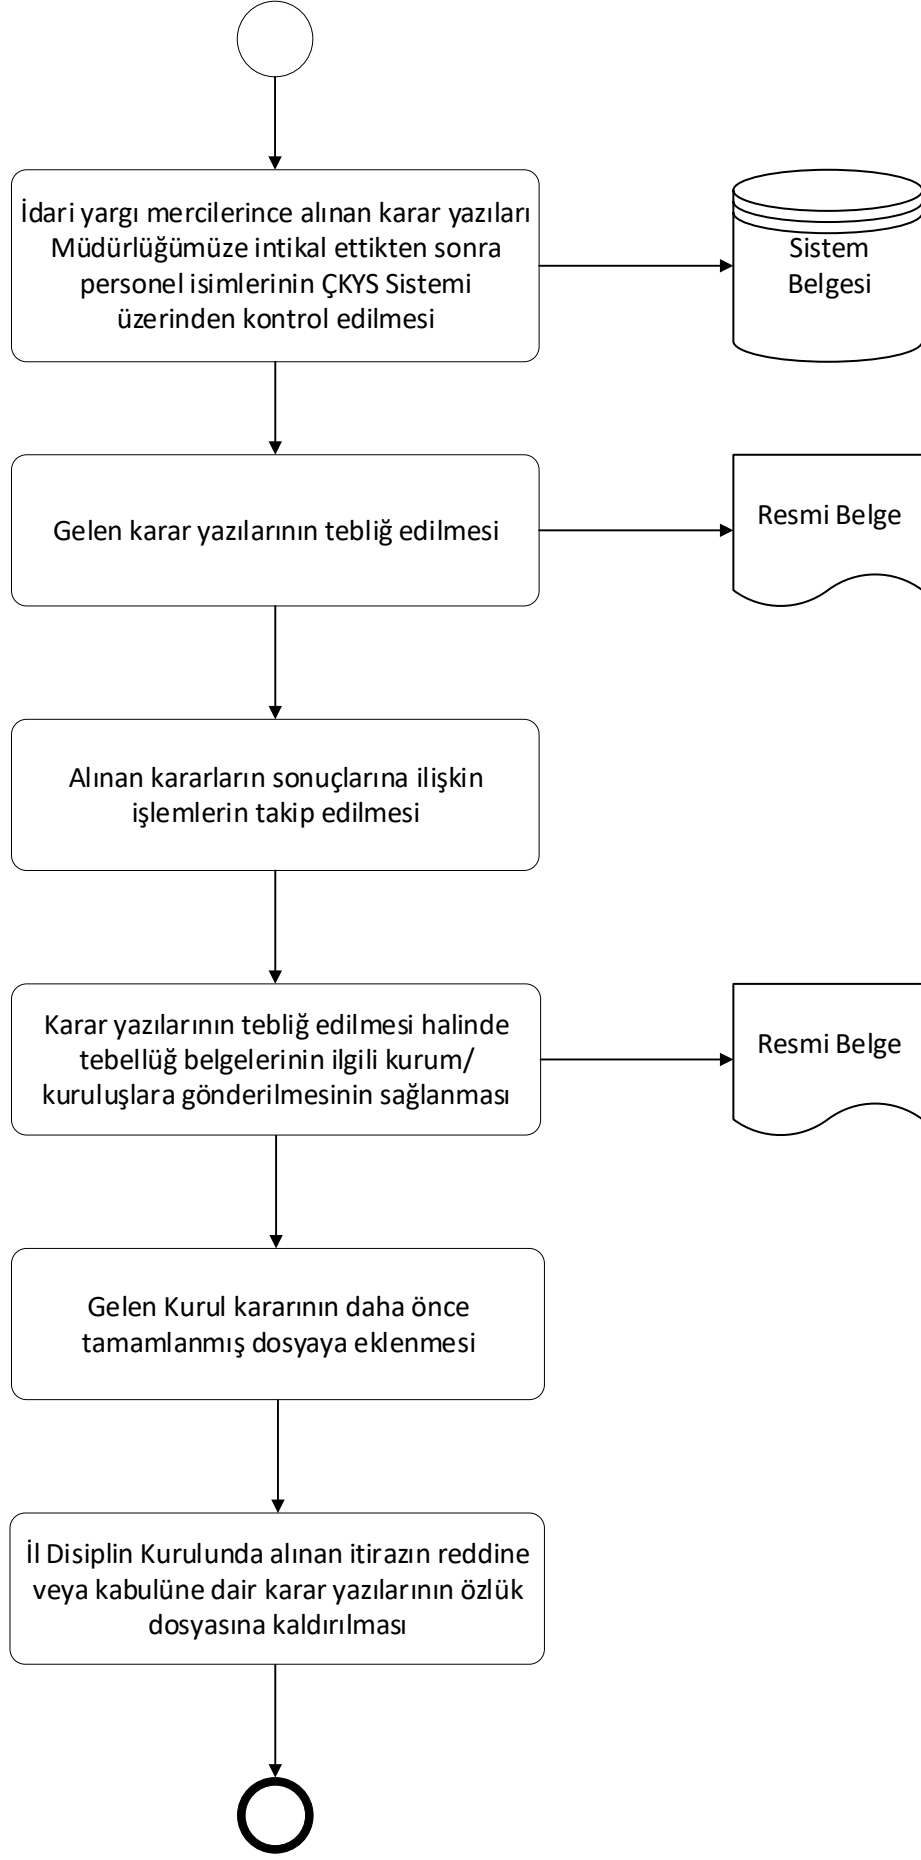 İdari yargı mercilerince alınan karar yazıları
Müdürlüğümüze intikal ettikten sonra
personel isimlerinin ÇKYS Sistemi
üzerinden kontrol edilmesi
Sistem
Belgesi
Gelen karar yazılarının tebliğ edilmesi
Resmi Belge
Alınan kararların sonuçlarına ilişkin
işlemlerin takip edilmesi
Karar yazılarının tebliğ edilmesi halinde
tebellüğ belgelerinin ilgili kurum/
kuruluşlara gönderilmesinin sağlanması
Resmi Belge
Gelen Kurul kararının daha önce
tamamlanmış dosyaya eklenmesi
İl Disiplin Kurulunda alınan itirazın reddine
veya kabulüne dair karar yazılarının özlük
dosyasına kaldırılması